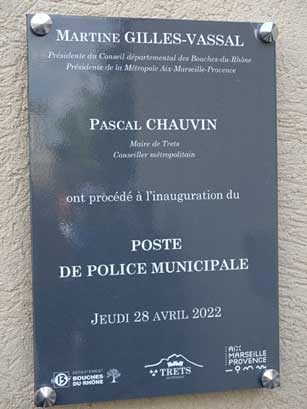 MARTINE GILLES-VASSAL
Présidente du Conseil départemental des Bouches-du-Rhône
Présidente de la Métropole Aix-Marseille-Provence
PASCAL CHAUVIN
Maire de Trets
Conseiller métropolitain
ont procédé à l'inauguration du
POSTE
DE POLICE MUNICIPALE
JEUDI 28 AVRIL 2022
DÉPARTEMENT
BOUCHES
DU RHÔNE
TRETS
AIX
MARSEILLE
PROVENCE